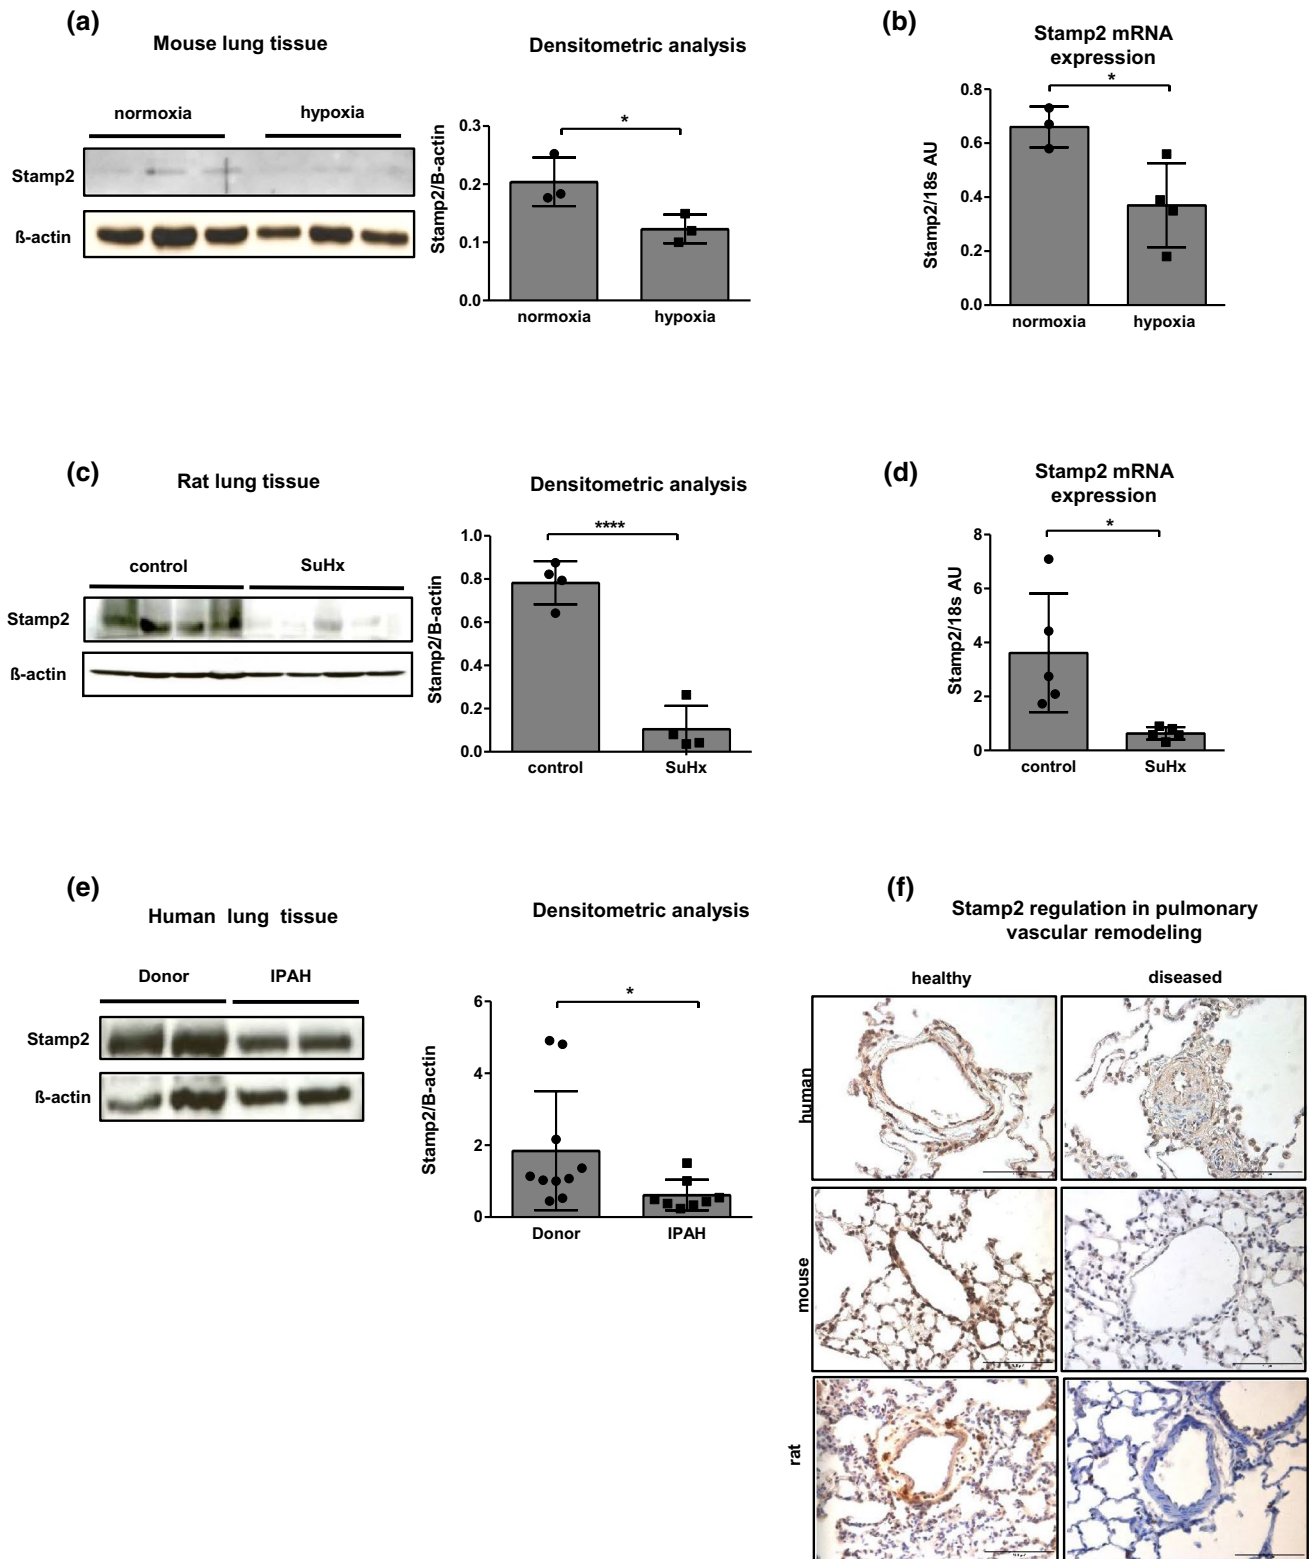 (a)
Mouse lung tissue
normoxia hypoxia
Stamp2
ß-actin
Densitometric analysis
*
Stamp2/B-actin
0.3
0.2
0.1
0.0
normoxia hypoxia
(b)
Stamp2 mRNA
expression
*
Stamp2/18s AU
0.8
0.6
0.4
0.2
0.0
normoxia hypoxia
(c)
Rat lung tissue
control SuHx
Stamp2
ß-actin
Densitometric analysis
****
Stamp2/B-actin
1.0
0.8
0.6
0.4
0.2
0.0
control SuHx
(d)
Stamp2 mRNA
expression
*
Stamp2/18s AU
8
6
4
2
0
control SuHx
(e)
Human lung tissue
Donor IPAH
Stamp2
ß-actin
Densitometric analysis
*
Stamp2/B-actin
6
4
2
0
Donor IPAH
(f)
Stamp2 regulation in pulmonary
vascular remodeling
healthy diseased
human
mouse
rat